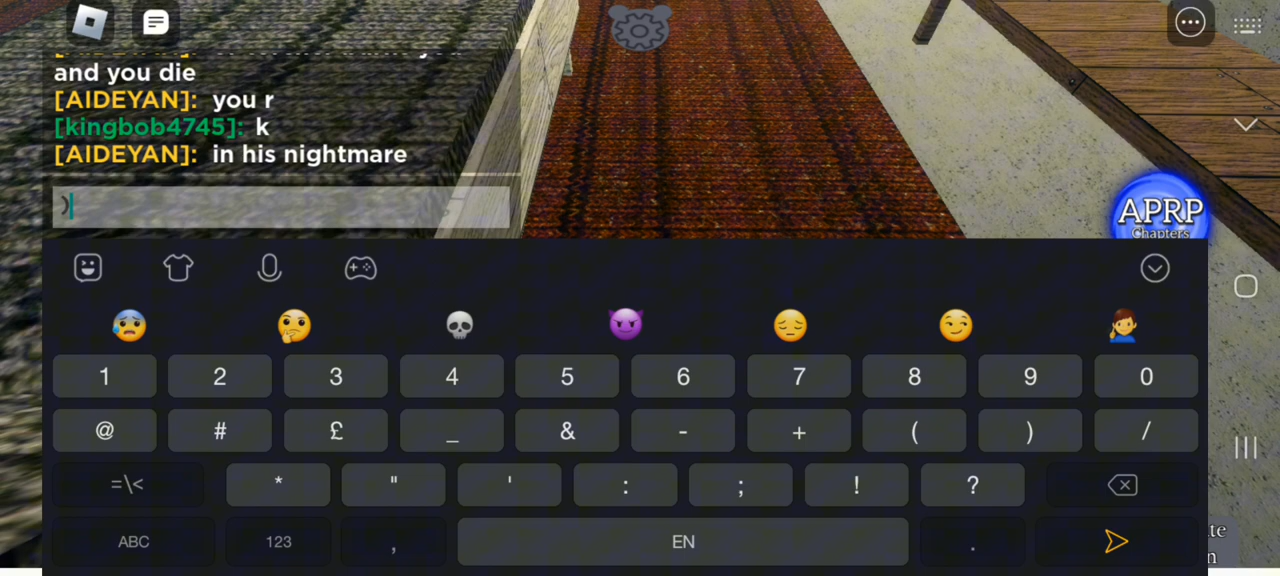 and you die
[AIDEYAN]: you r
[kingbob4745]: k
[AIDEYAN]: in his nightmare
)
APRP
Chapters
1 2 3 4 5 6 7 8 9 0
@ # £ _ & - + ( ) /
=\< * " ' : ; ! ?
ABC 123 , EN .